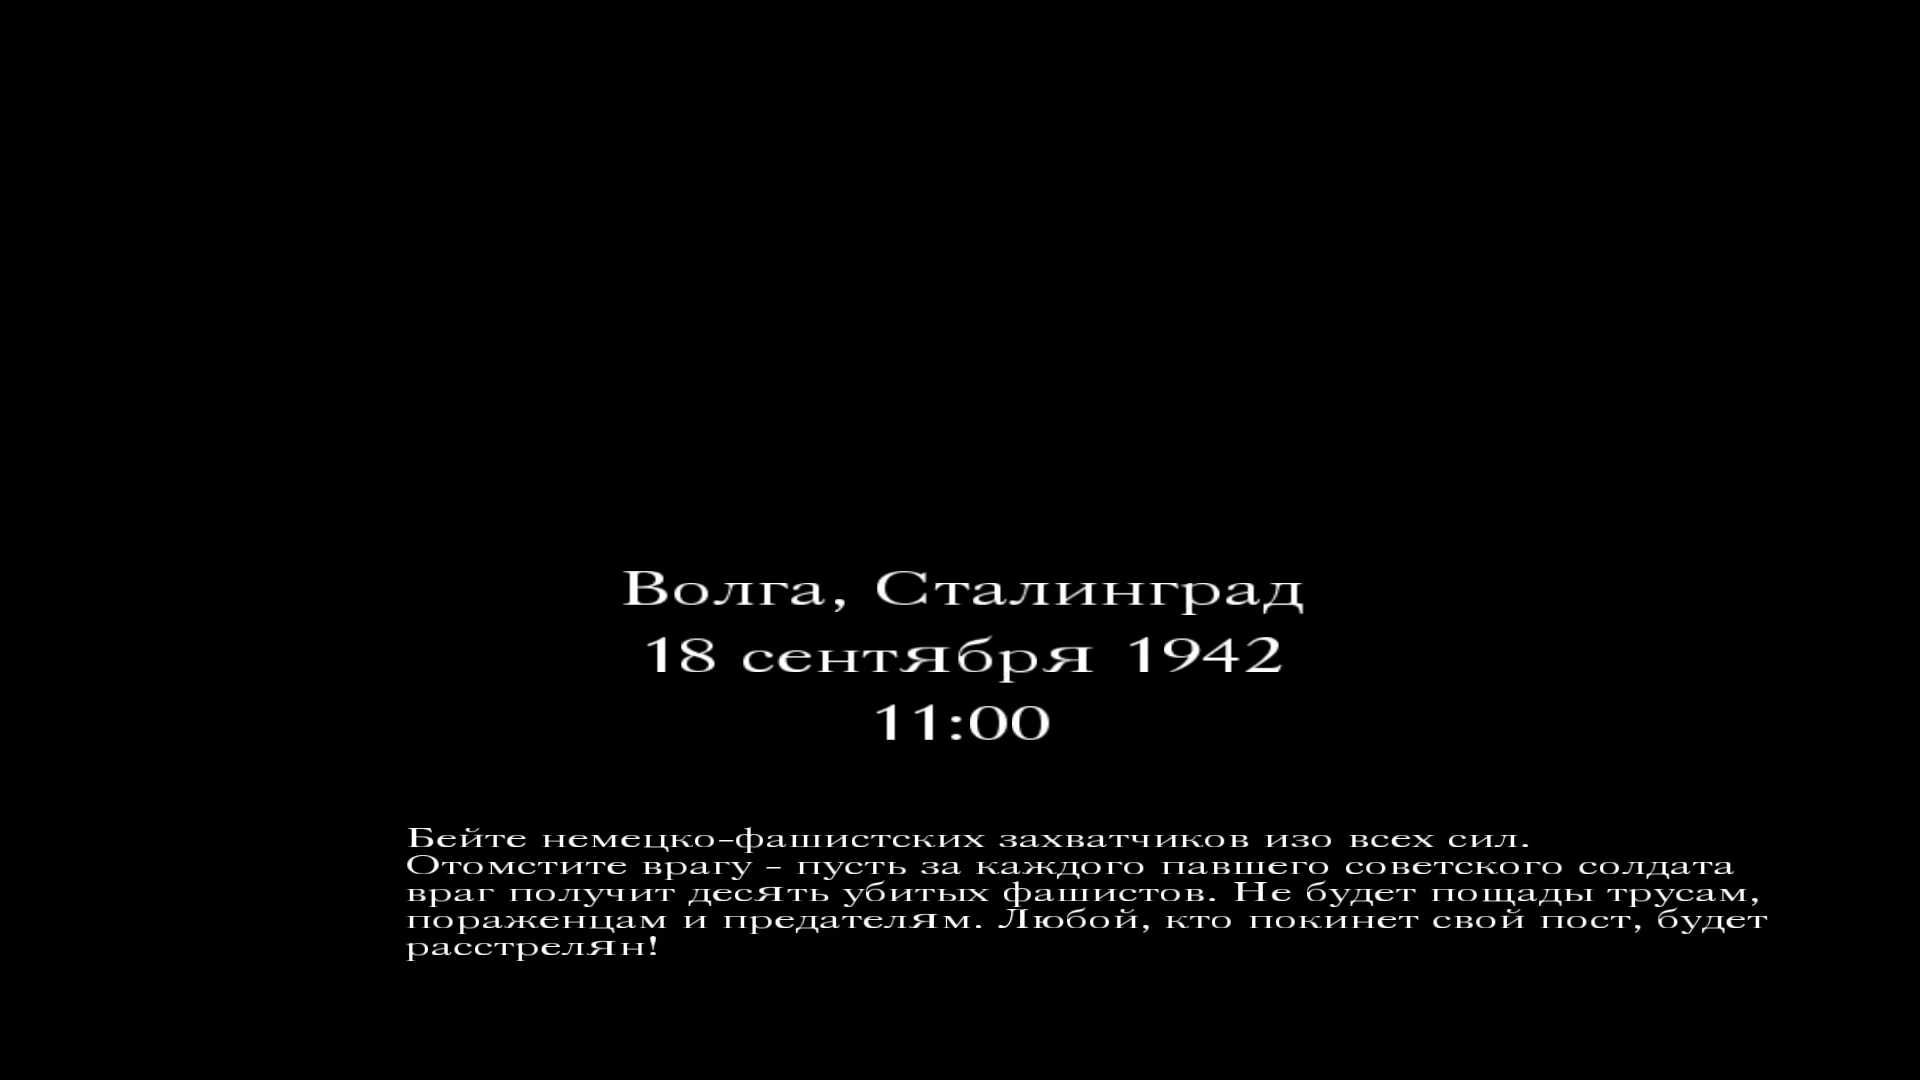 Волга, Сталинград
18 сентября 1942
11:00
Бейте немецко-фашистских захватчиков изо всех сил.
Отомстите врагу - пусть за каждого павшего советского солдата
враг получит десять убитых фашистов. Не будет пощады трусам,
пораженцам и предателям. Любой, кто покинет свой пост, будет
расстрелян!